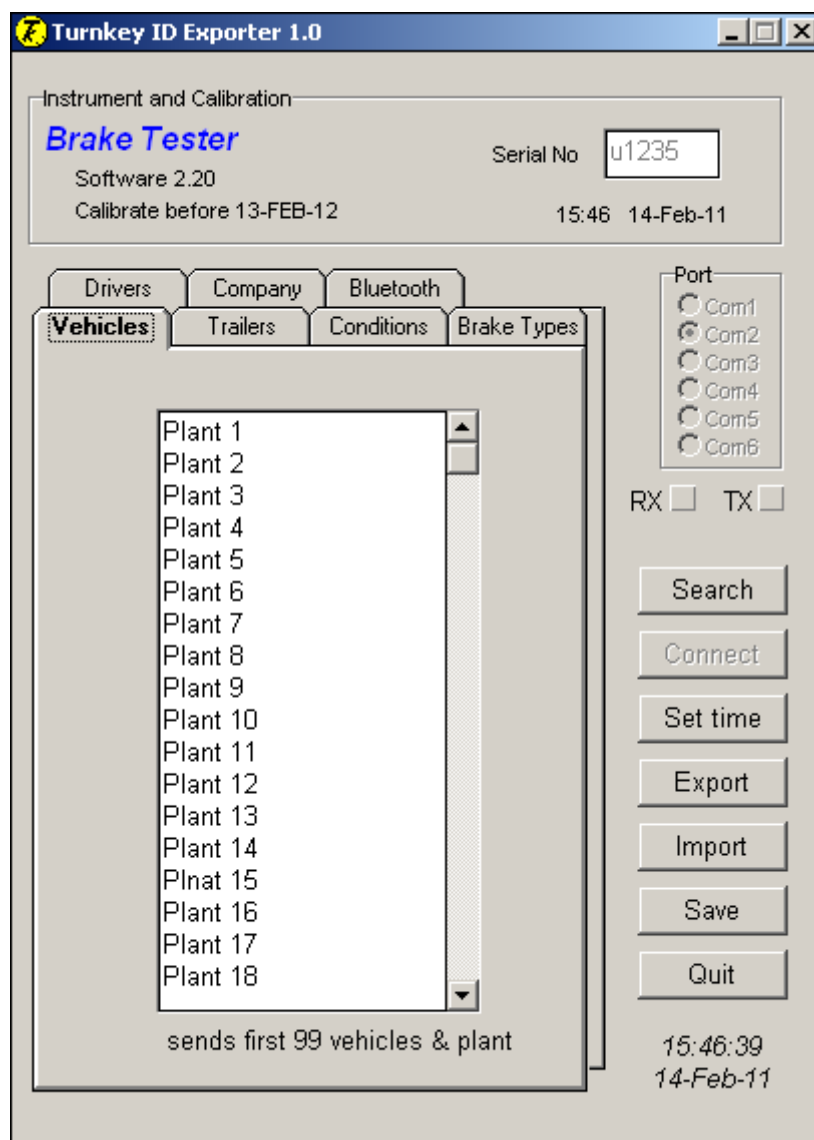 Turnkey ID Exporter 1.0
Instrument and Calibration
Brake Tester
Serial No u1235
Software 2.20
Calibrate before 13-FEB-12
15:46 14-Feb-11
Drivers Company Bluetooth
Vehicles Trailers Conditions Brake Types
Plant 1
Plant 2
Plant 3
Plant 4
Plant 5
Plant 6
Plant 7
Plant 8
Plant 9
Plant 10
Plant 11
Plant 12
Plant 13
Plant 14
Plnat 15
Plant 16
Plant 17
Plant 18
sends first 99 vehicles & plant
Port
Com1
Com2
Com3
Com4
Com5
Com6
RX TX
Search
Connect
Set time
Export
Import
Save
Quit
15:46:39
14-Feb-11